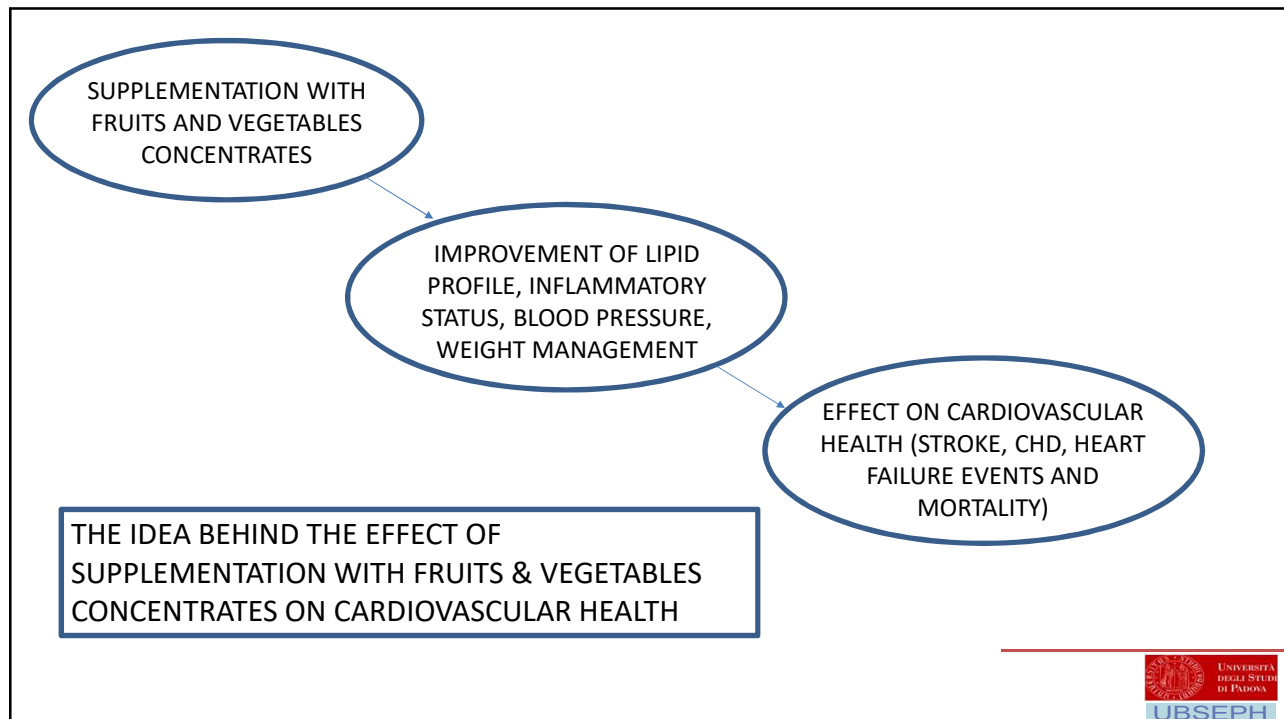 SUPPLEMENTATION WITH
FRUITS AND VEGETABLES
CONCENTRATES
IMPROVEMENT OF LIPID
PROFILE, INFLAMMATORY
STATUS, BLOOD PRESSURE,
WEIGHT MANAGEMENT
EFFECT ON CARDIOVASCULAR
HEALTH (STROKE, CHD, HEART
FAILURE EVENTS AND
MORTALITY)
THE IDEA BEHIND THE EFFECT OF
SUPPLEMENTATION WITH FRUITS & VEGETABLES
CONCENTRATES ON CARDIOVASCULAR HEALTH
UNIVERSITÀ
DEGLI STUDI
DI PADOVA
UBSEPH